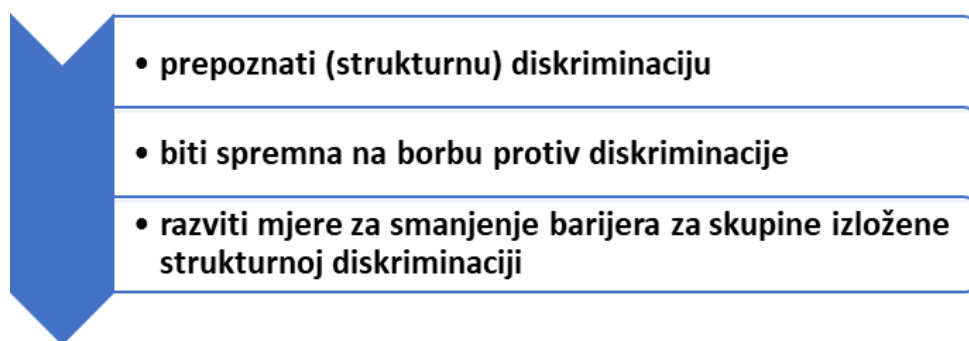 • prepoznati (strukturnu) diskriminaciju
• biti spremna na borbu protiv diskriminacije
• razviti mjere za smanjenje barijera za skupine izložene
strukturnoj diskriminaciji